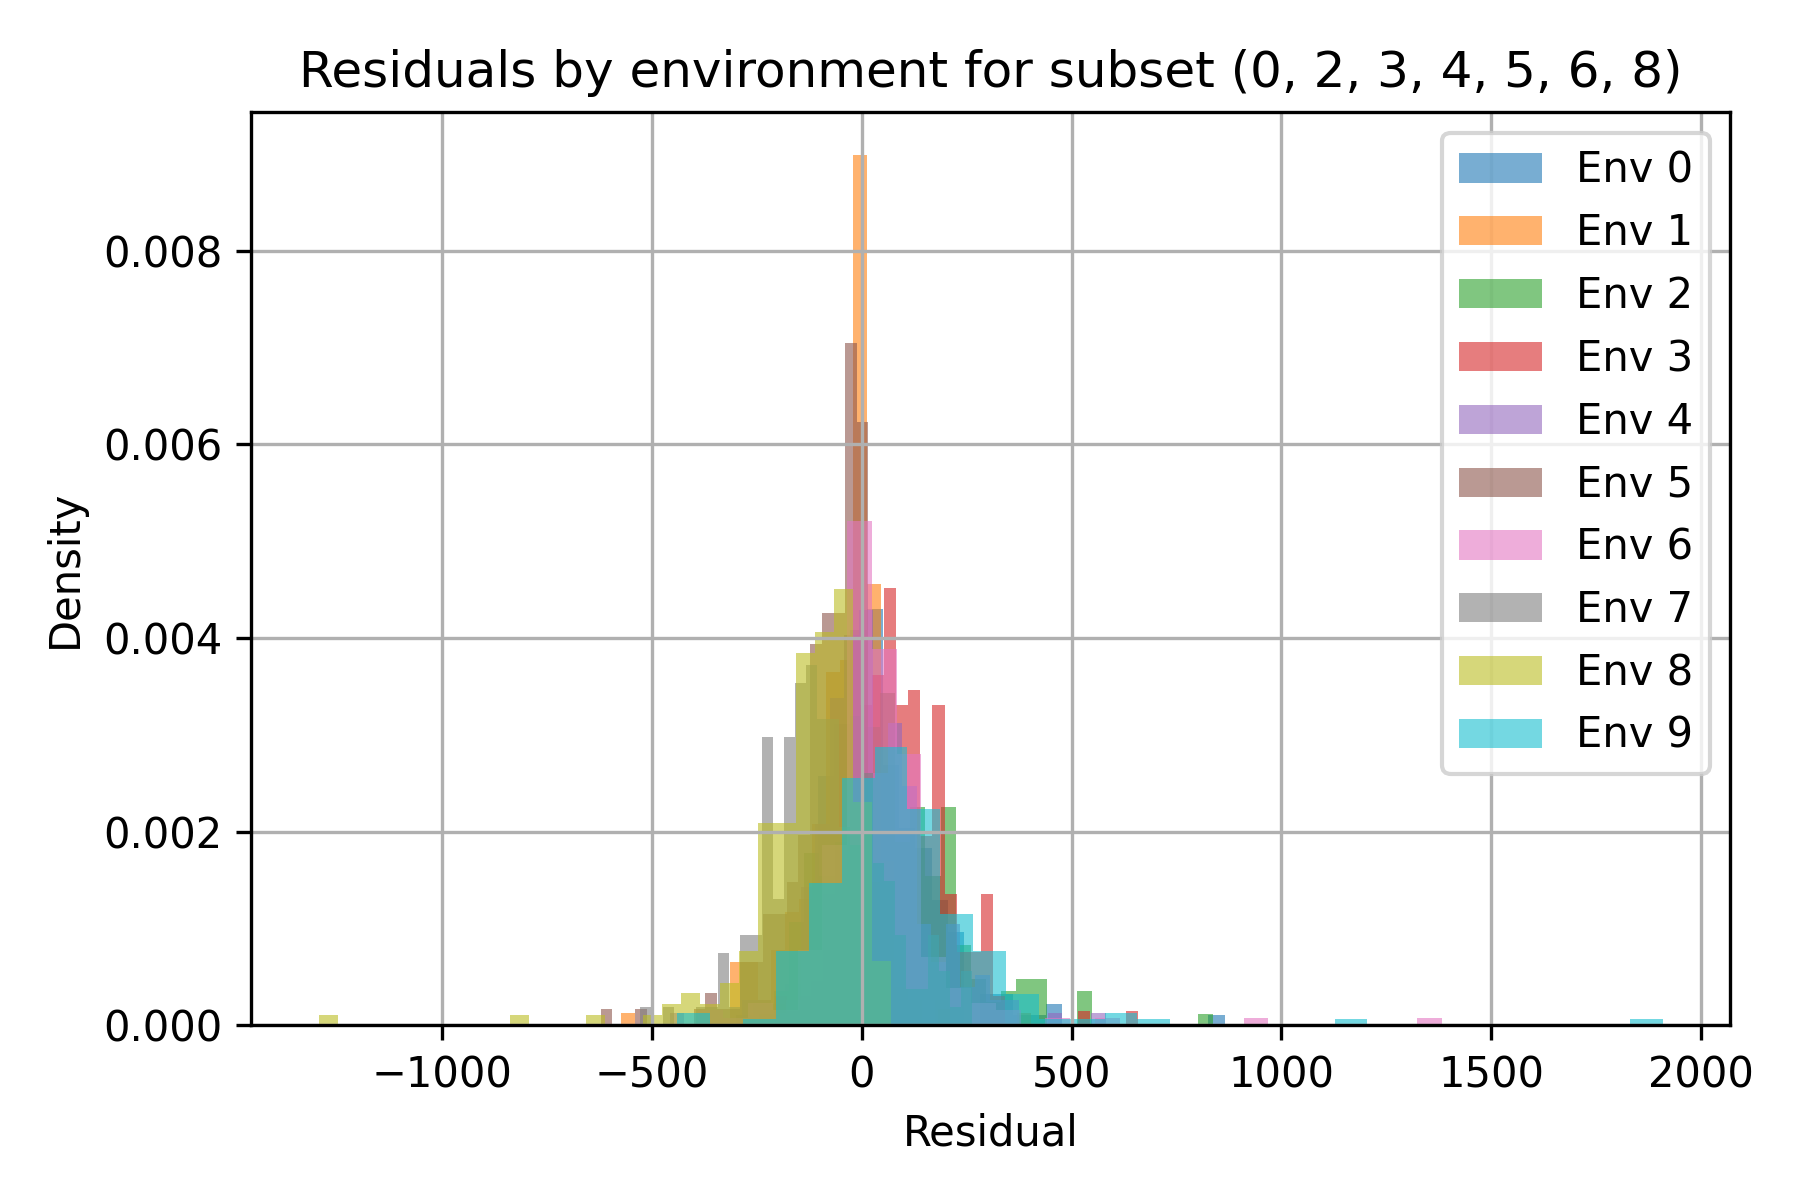 Residuals by environment for subset (0, 2, 3, 4, 5, 6, 8)
Density
0.008
0.006
0.004
0.002
0.000
−1000
−500
0
500
1000
1500
2000
Residual
Env 0
Env 1
Env 2
Env 3
Env 4
Env 5
Env 6
Env 7
Env 8
Env 9